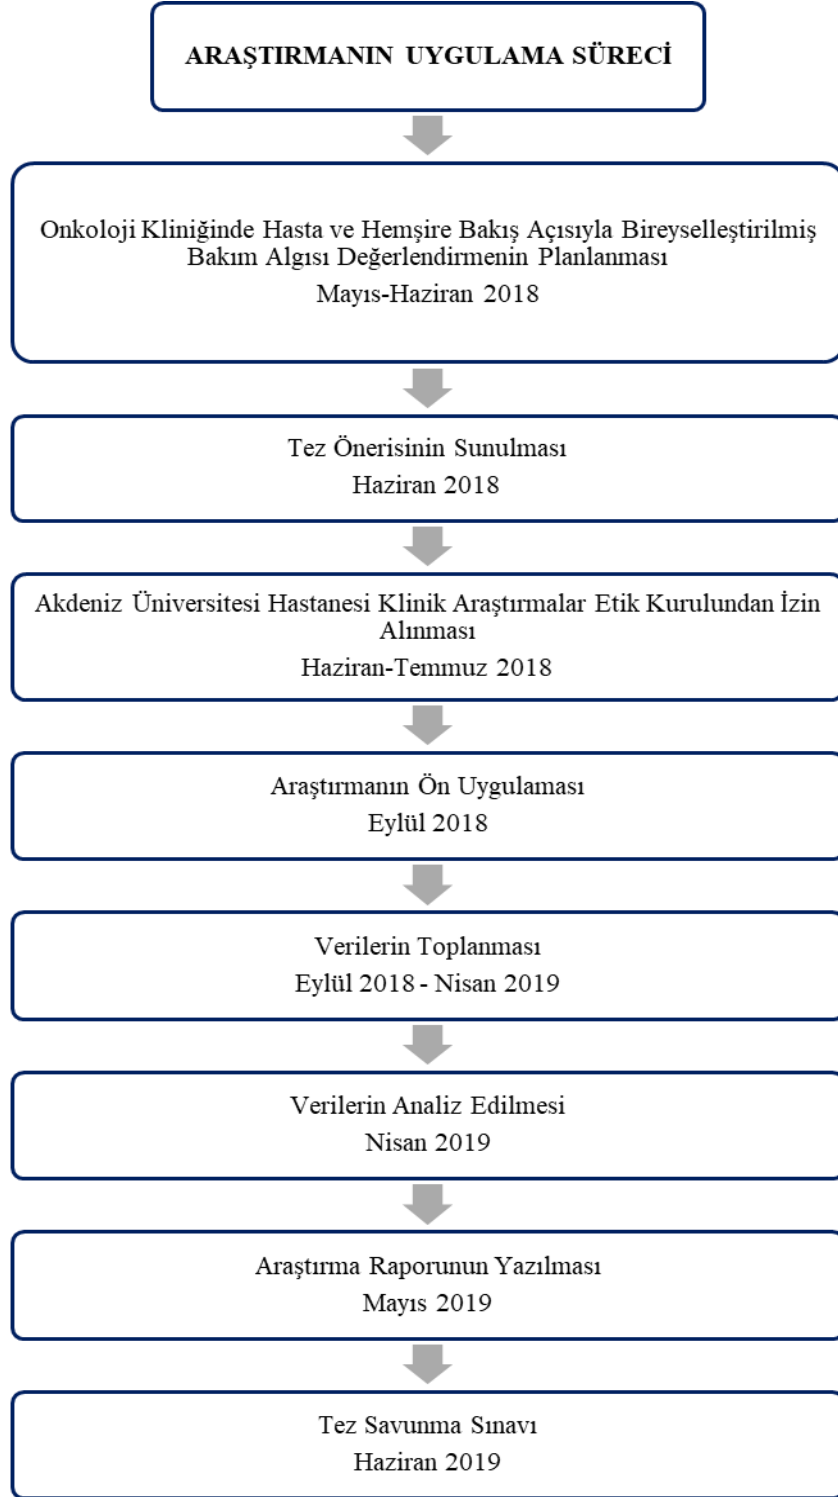 ARAŞTIRMANIN UYGULAMA SÜRECİ
Onkoloji Kliniğinde Hasta ve Hemşire Bakış Açısıyla Bireyselleştirilmiş
Bakım Algısı Değerlendirmenin Planlanması
Mayıs-Haziran 2018
Tez Önerisinin Sunulması
Haziran 2018
Akdeniz Üniversitesi Hastanesi Klinik Araştırmalar Etik Kurulundan İzin
Alınması
Haziran-Temmuz 2018
Araştırmanın Ön Uygulaması
Eylül 2018
Verilerin Toplanması
Eylül 2018 - Nisan 2019
Verilerin Analiz Edilmesi
Nisan 2019
Araştırma Raporunun Yazılması
Mayıs 2019
Tez Savunma Sınavı
Haziran 2019